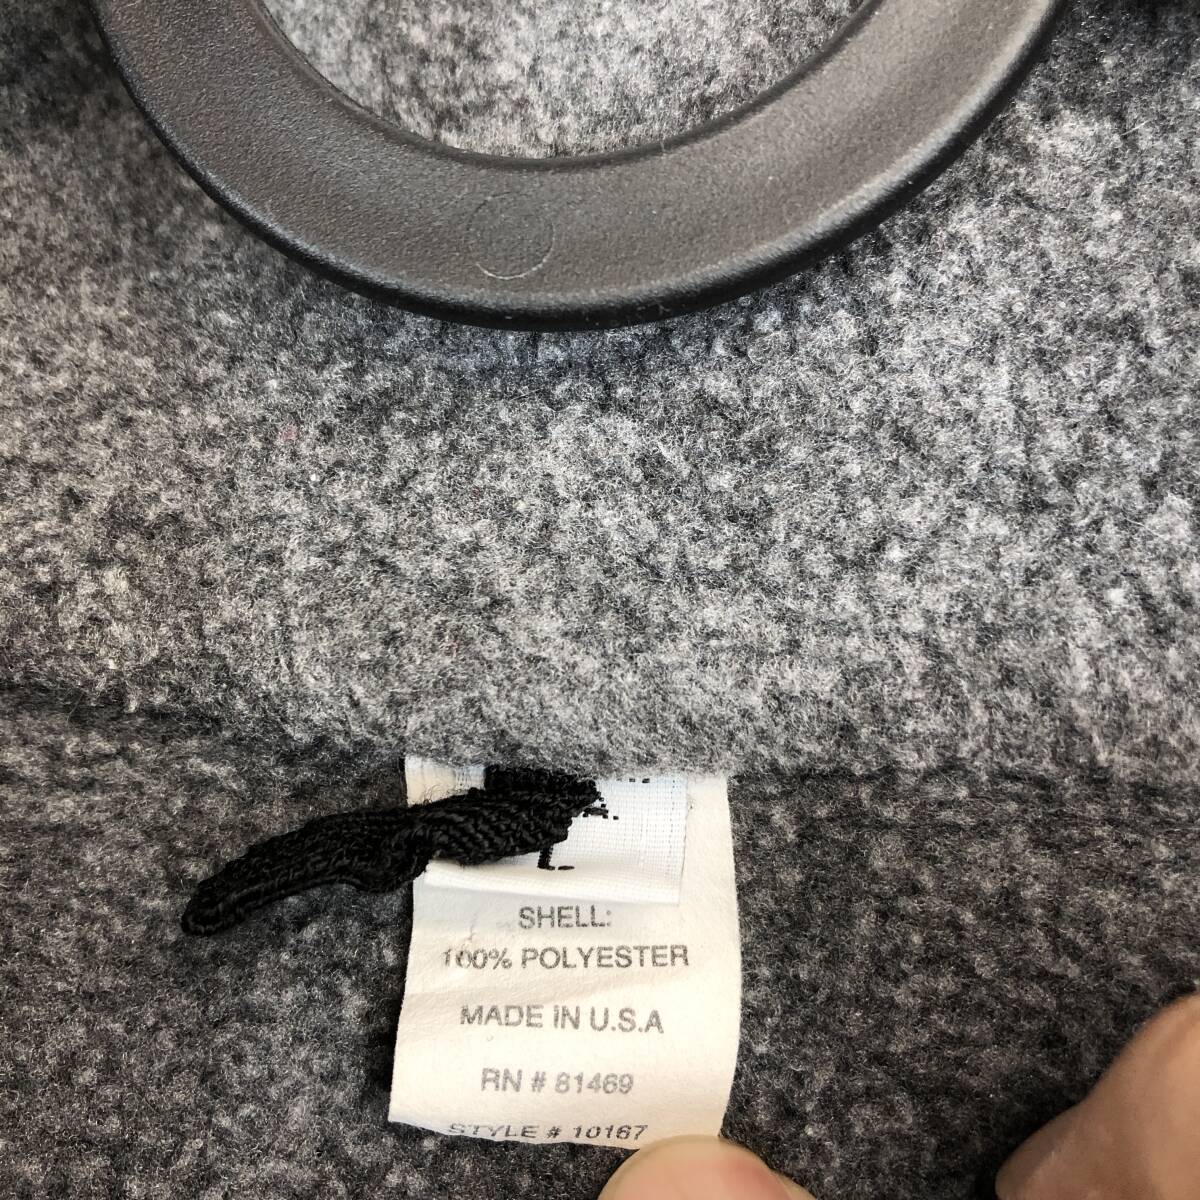 L
SHELL:
100% POLYESTER
MADE IN U.S.A
RN # 81469
STYLE # 10167